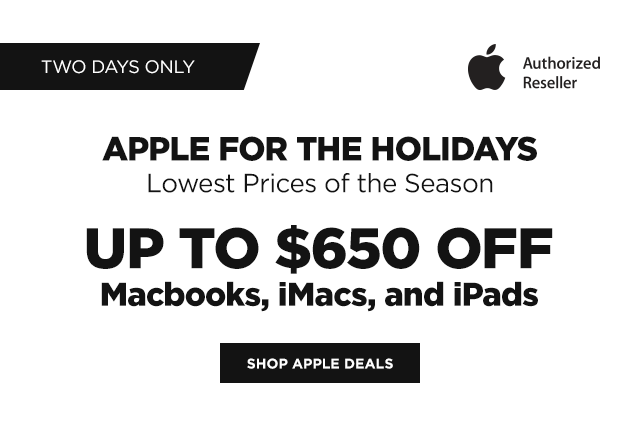 TWO DAYS ONLY
Authorized
Reseller
APPLE FOR THE HOLIDAYS
Lowest Prices of the Season
UP TO $650 OFF
Macbooks, iMacs, and iPads
SHOP APPLE DEALS